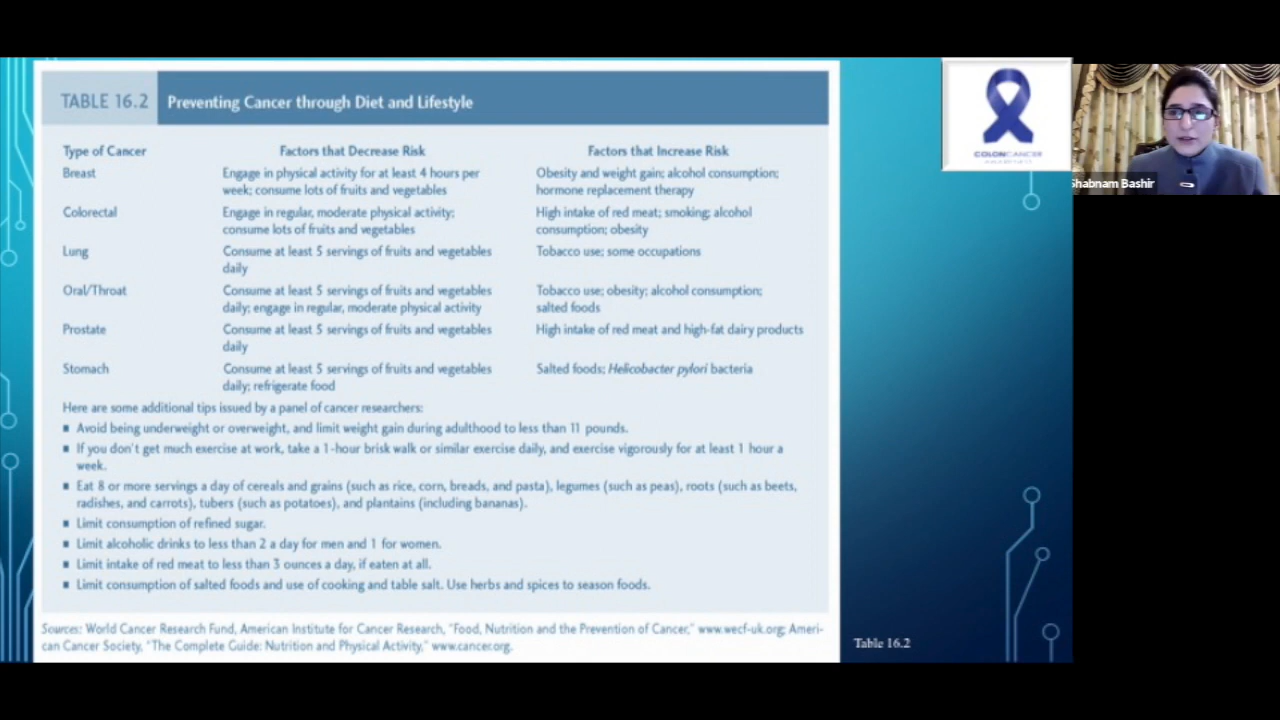 TABLE 16.2 Preventing Cancer through Diet and Lifestyle
Type of Cancer Factors that Decrease Risk Factors that Increase Risk
Breast Engage in physical activity for at least 4 hours per Obesity and weight gain; alcohol consumption;
week; consume lots of fruits and vegetables hormone replacement therapy
Colorectal Engage in regular, moderate physical activity; High intake of red meat; smoking; alcohol
consume lots of fruits and vegetables consumption; obesity
Lung Consume at least 5 servings of fruits and vegetables Tobacco use; some occupations
daily
Oral/Throat Consume at least 5 servings of fruits and vegetables Tobacco use; obesity; alcohol consumption;
daily; engage in regular, moderate physical activity salted foods
Prostate Consume at least 5 servings of fruits and vegetables High intake of red meat and high-fat dairy products
daily
Stomach Consume at least 5 servings of fruits and vegetables Salted foods; Helicobacter pylori bacteria
daily; refrigerate food
Here are some additional tips issued by a panel of cancer researchers:
■ Avoid being underweight or overweight, and limit weight gain during adulthood to less than 11 pounds.
■ If you don't get much exercise at work, take a 1-hour brisk walk or similar exercise daily, and exercise vigorously for at least 1 hour a
week.
■ Eat 8 or more servings a day of cereals and grains (such as rice, corn, breads, and pasta), legumes (such as peas), roots (such as beets,
radishes, and carrots), tubers (such as potatoes), and plantains (including bananas).
■ Limit consumption of refined sugar.
■ Limit alcoholic drinks to less than 2 a day for men and 1 for women.
■ Limit intake of red meat to less than 3 ounces a day, if eaten at all.
■ Limit consumption of salted foods and use of cooking and table salt. Use herbs and spices to season foods.
Sources: World Cancer Research Fund, American Institute for Cancer Research, "Food, Nutrition and the Prevention of Cancer," www.wecf-uk.org; Ameri-
can Cancer Society, "The Complete Guide: Nutrition and Physical Activity," www.cancer.org.
Table 16.2
COLONCANCER
Shabnam Bashir